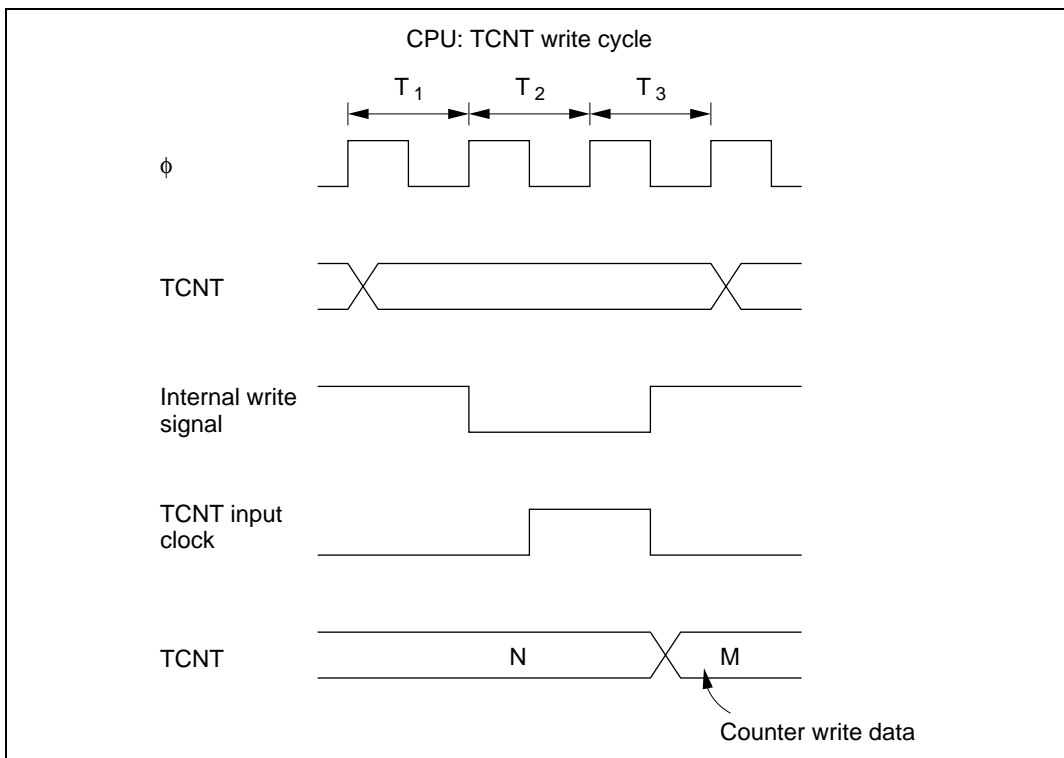 CPU: TCNT write cycle
T1 T2 T3
ϕ
TCNT
Internal write
signal
TCNT input
clock
TCNT N M
Counter write data